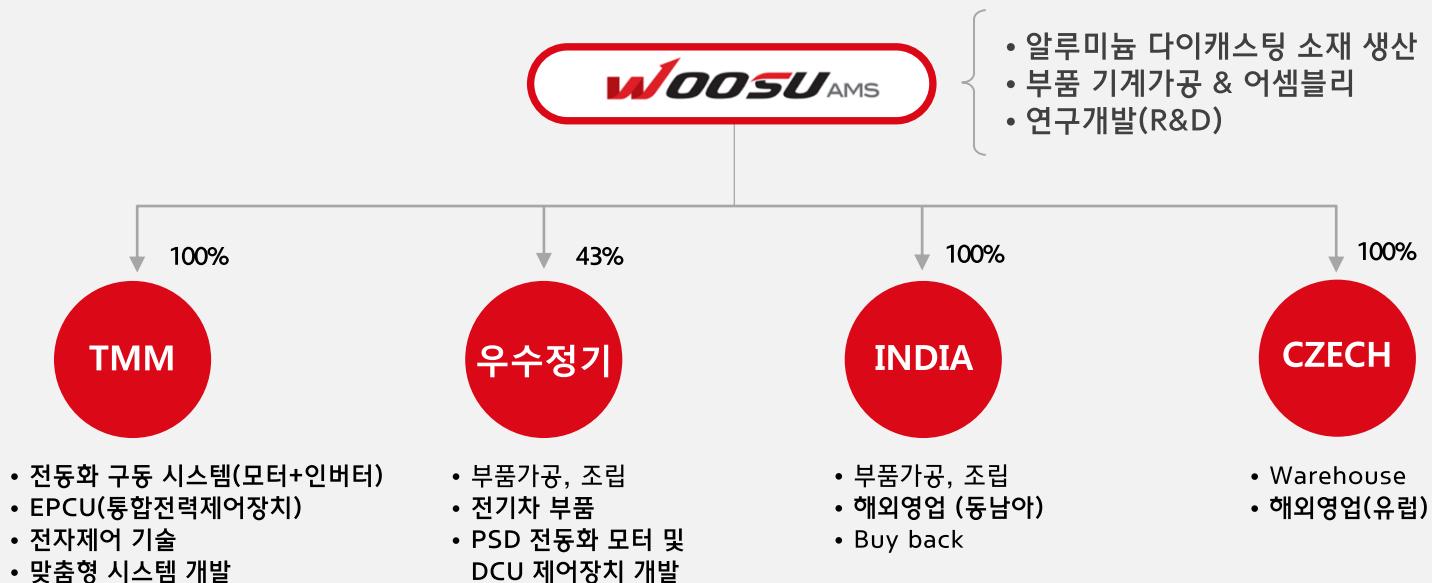 WOOSU AMS
• 알루미늄 다이캐스팅 소재 생산
• 부품 기계가공 & 어셈블리
• 연구개발(R&D)
100%
43%
100%
100%
TMM
우수정기
INDIA
CZECH
• 전동화 구동 시스템(모터+인버터)
• EPCU(통합전력제어장치)
• 전자제어 기술
• 맞춤형 시스템 개발
• 부품가공, 조립
• 전기차 부품
• PSD 전동화 모터 및
DCU 제어장치 개발
• 부품가공, 조립
• 해외영업 (동남아)
• Buy back
• Warehouse
• 해외영업(유럽)